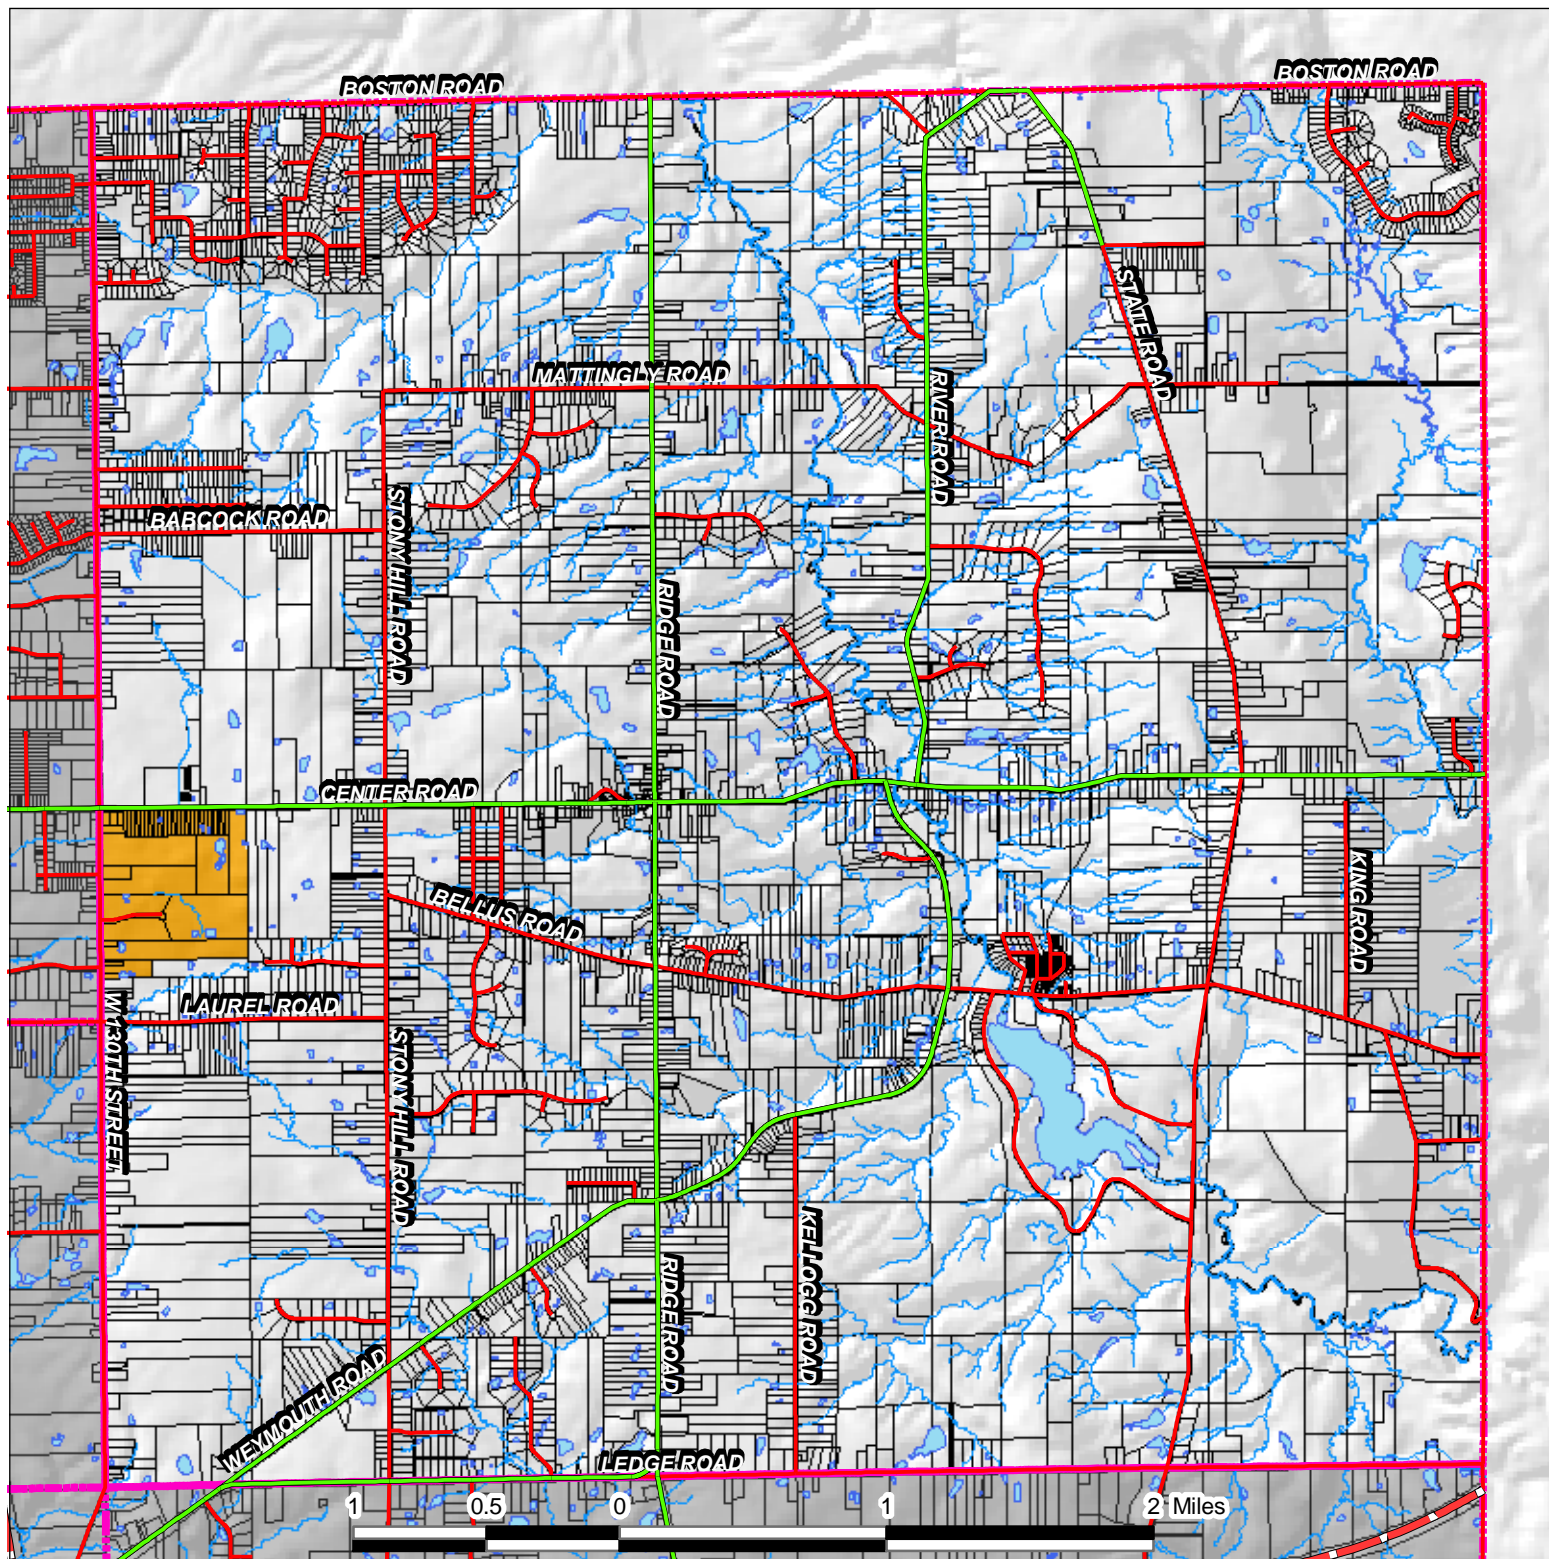 BOSTON ROAD
BOSTON ROAD
STATE ROAD
MATTINGLY ROAD
RIVER ROAD
BABCOCK ROAD
STONY HILL ROAD
RIDGE ROAD
CENTER ROAD
KING ROAD
BELLUS ROAD
LAUREL ROAD
W 130TH STREET
STONY HILL ROAD
KELLOGG ROAD
RIDGE ROAD
WEYMOUTH ROAD
LEDGE ROAD
1 0.5 0 1 2 Miles